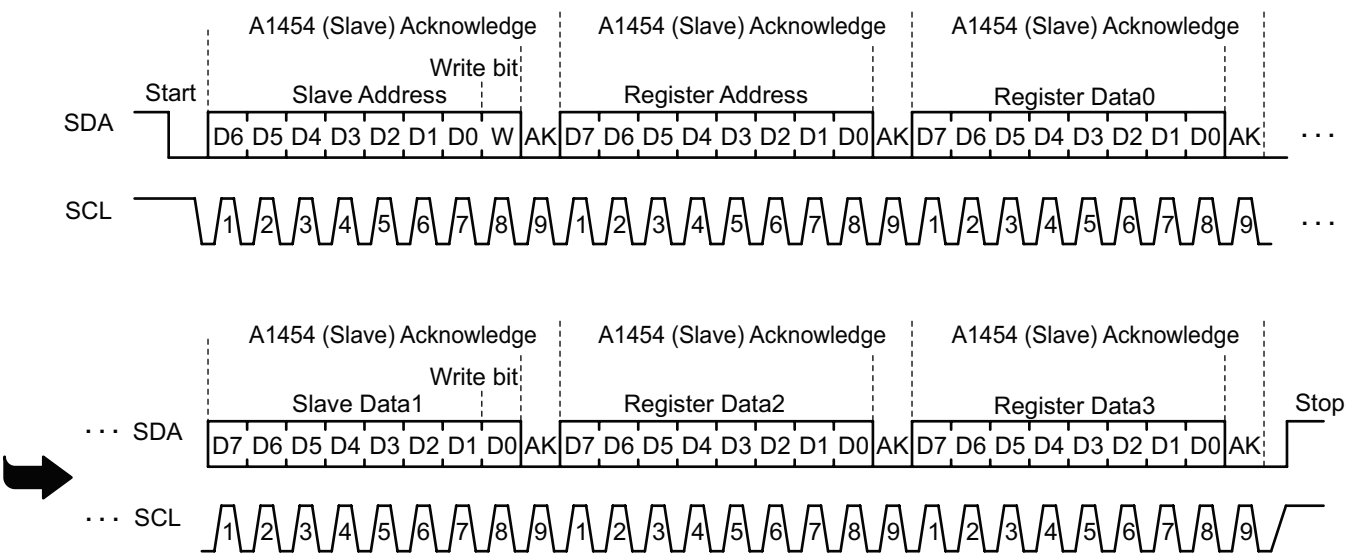 A1454 (Slave) Acknowledge A1454 (Slave) Acknowledge A1454 (Slave) Acknowledge
Write bit
Start Slave Address Register Address Register Data0
SDA D6 D5 D4 D3 D2 D1 D0 W AK D7 D6 D5 D4 D3 D2 D1 D0 AK D7 D6 D5 D4 D3 D2 D1 D0 AK . . .
SCL 1 2 3 4 5 6 7 8 9 1 2 3 4 5 6 7 8 9 1 2 3 4 5 6 7 8 9 . . .
A1454 (Slave) Acknowledge A1454 (Slave) Acknowledge A1454 (Slave) Acknowledge
Write bit
Slave Data1 Register Data2 Register Data3 Stop
. . . SDA D7 D6 D5 D4 D3 D2 D1 D0 AK D7 D6 D5 D4 D3 D2 D1 D0 AK D7 D6 D5 D4 D3 D2 D1 D0 AK
. . . SCL 1 2 3 4 5 6 7 8 9 1 2 3 4 5 6 7 8 9 1 2 3 4 5 6 7 8 9